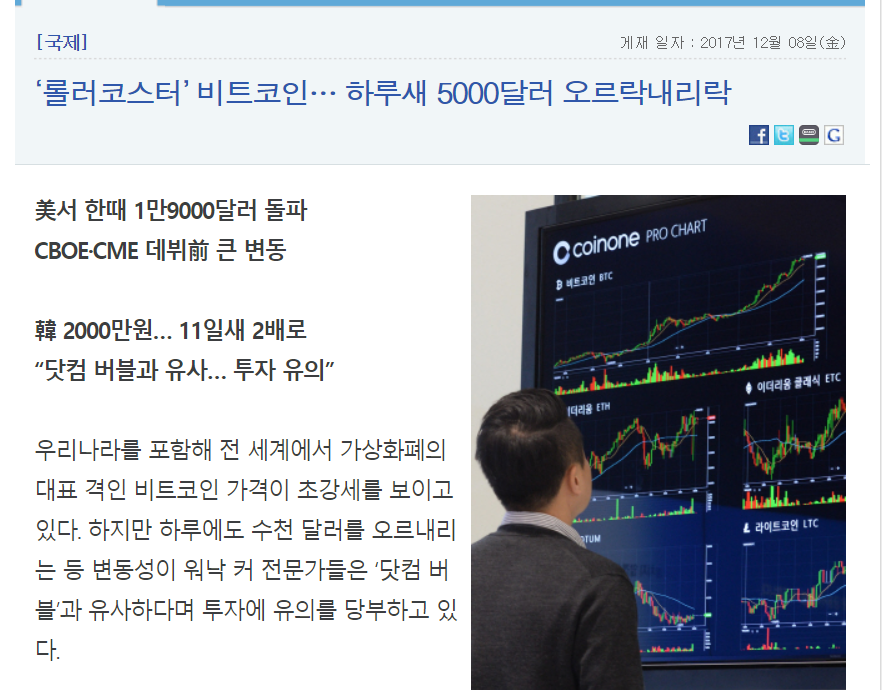 [국제]
게재 일자 : 2017년 12월 08일(金)
‘롤러코스터’ 비트코인… 하루새 5000달러 오르락내리락
美서 한때 1만9000달러 돌파
CBOE·CME 데뷔前 큰 변동
韓 2000만원… 11일새 2배로
“닷컴 버블과 유사… 투자 유의”
우리나라를 포함해 전 세계에서 가상화폐의
대표 격인 비트코인 가격이 초강세를 보이고
있다. 하지만 하루에도 수천 달러를 오르내리
는 등 변동성이 워낙 커 전문가들은 ‘닷컴 버
블’과 유사하다며 투자에 유의를 당부하고 있
다.
coinone PRO CHART
비트코인 BTC
이더리움 ETH
이더리움 클래식 ETC
라이트코인 LTC